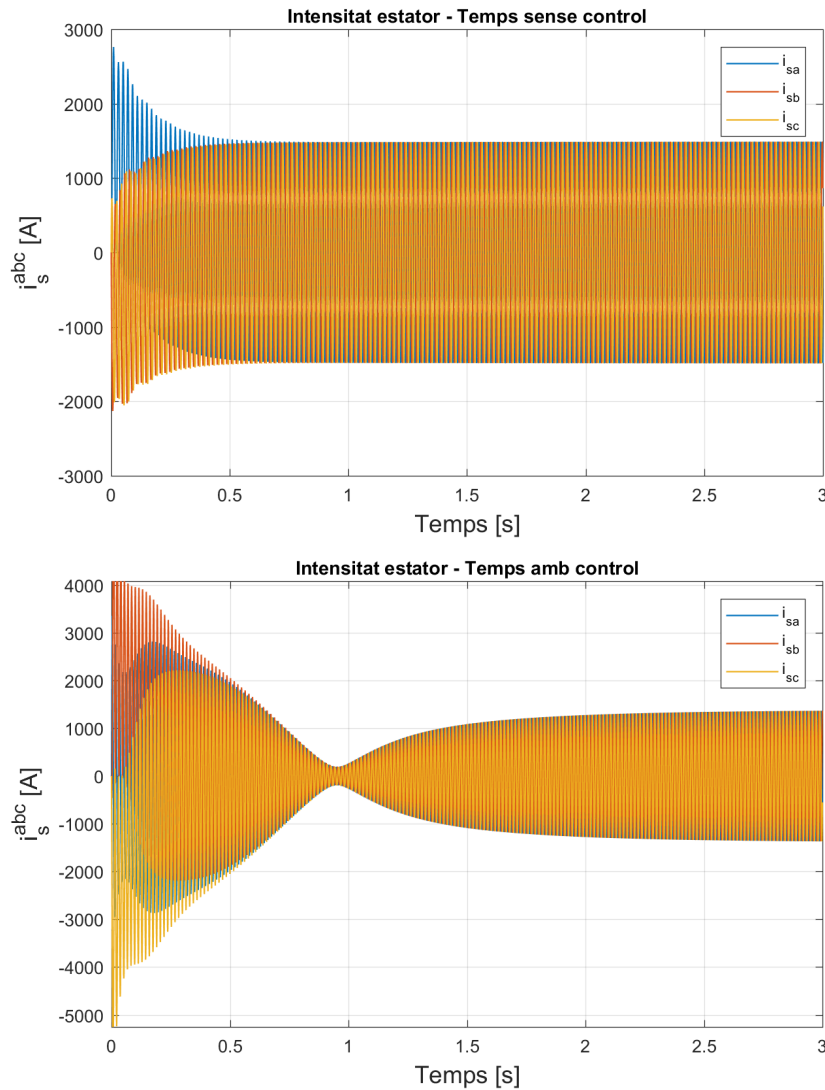 Intensitat estator - Temps sense control
3000
2000
1000
0
-1000
-2000
-3000
i_s^abc [A]
i_sa
i_sb
i_sc
0 0.5 1 1.5 2 2.5 3
Temps [s]
Intensitat estator - Temps amb control
4000
3000
2000
1000
0
-1000
-2000
-3000
-4000
-5000
i_s^abc [A]
i_sa
i_sb
i_sc
0 0.5 1 1.5 2 2.5 3
Temps [s]